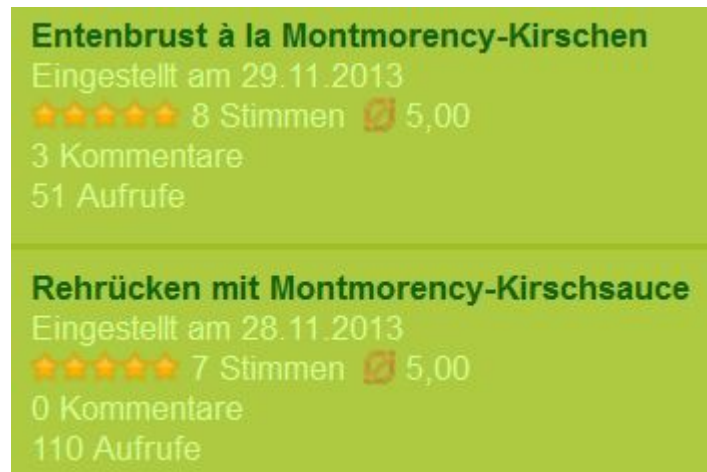 Entenbrust à la Montmorency-Kirschen
Eingestellt am 29.11.2013
8 Stimmen Ø 5,00
3 Kommentare
51 Aufrufe
Rehrücken mit Montmorency-Kirschsauce
Eingestellt am 28.11.2013
7 Stimmen Ø 5,00
0 Kommentare
110 Aufrufe